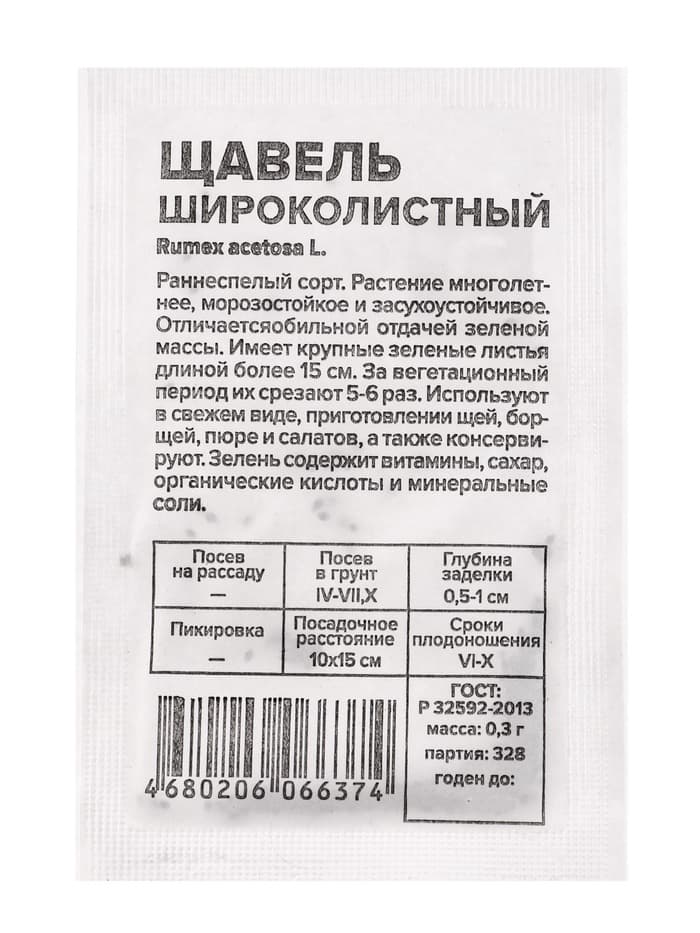 ЩАВЕЛЬ
ШИРОКОЛИСТНЫЙ
Rumex acetosa L.
Раннеспелый сорт. Растение многолет-
нее, морозостойкое и засухоустойчивое.
Отличаетсяобильной отдачей зеленой
массы. Имеет крупные зеленые листья
длиной более 15 см. За вегетационный
период их срезают 5-6 раз. Используют
в свежем виде, приготовлении щей, бор-
щей, пюре и салатов, а также консерви-
руют. Зелень содержит витамины, сахар,
органические кислоты и минеральные
соли.
Посев
на рассаду
—
Посев
в грунт
IV-VII,X
Глубина
заделки
0,5-1 см
Пикировка
—
Посадочное
расстояние
10x15 см
Сроки
плодоношения
VI-X
ГОСТ:
Р 32592-2013
масса: 0,3 г
партия: 328
годен до:
4 680206 066374